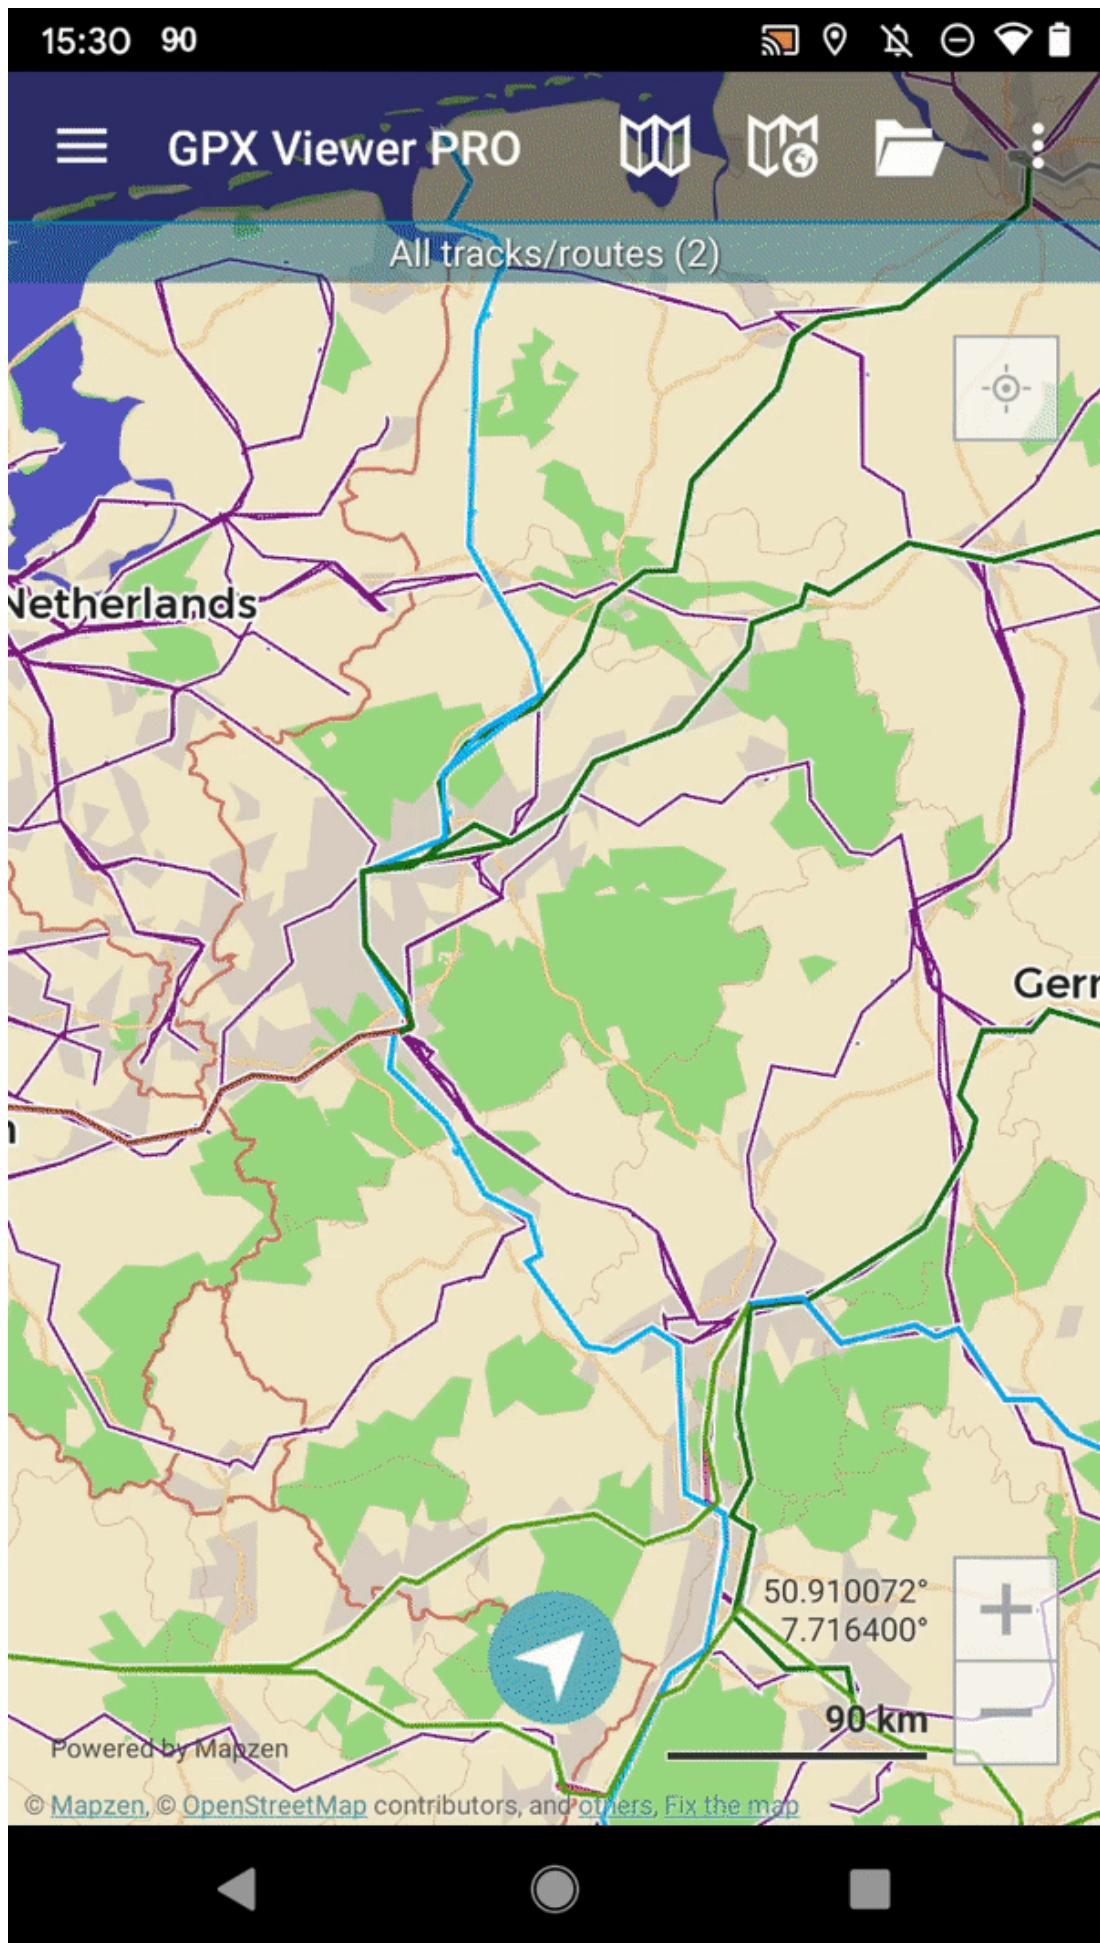 15:30 90
GPX Viewer PRO
All tracks/routes (2)
Netherlands
Gerr
n
50.910072°
7.716400°
90 km
Powered by Mapzen
© Mapzen, © OpenStreetMap contributors, and others, Fix the map